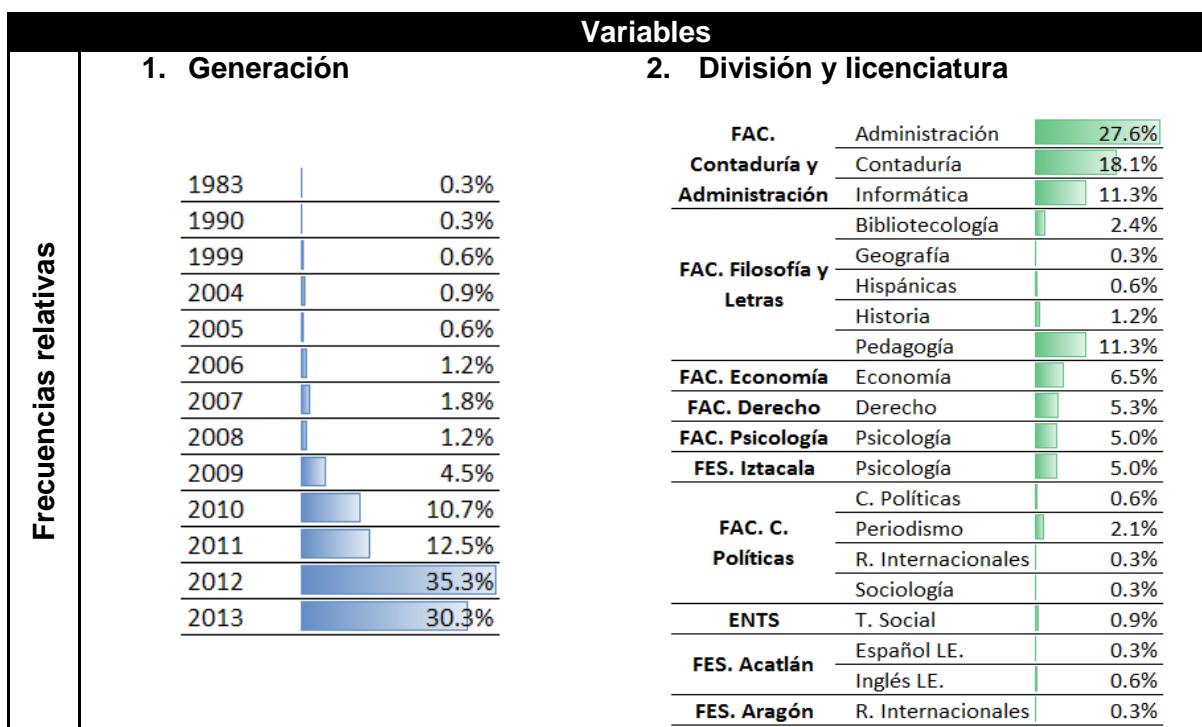 Variables
Frecuencias relativas
1. Generación
1983 0.3%
1990 0.3%
1999 0.6%
2004 0.9%
2005 0.6%
2006 1.2%
2007 1.8%
2008 1.2%
2009 4.5%
2010 10.7%
2011 12.5%
2012 35.3%
2013 30.3%
2. División y licenciatura
FAC. Contaduría y Administración
Administración 27.6%
Contaduría 18.1%
Informática 11.3%
FAC. Filosofía y Letras
Bibliotecología 2.4%
Geografía 0.3%
Hispánicas 0.6%
Historia 1.2%
Pedagogía 11.3%
FAC. Economía Economía 6.5%
FAC. Derecho Derecho 5.3%
FAC. Psicología Psicología 5.0%
FES. Iztacala Psicología 5.0%
FAC. C. Políticas
C. Políticas 0.6%
Periodismo 2.1%
R. Internacionales 0.3%
Sociología 0.3%
ENTS T. Social 0.9%
FES. Acatlán
Español LE. 0.3%
Inglés LE. 0.6%
FES. Aragón R. Internacionales 0.3%